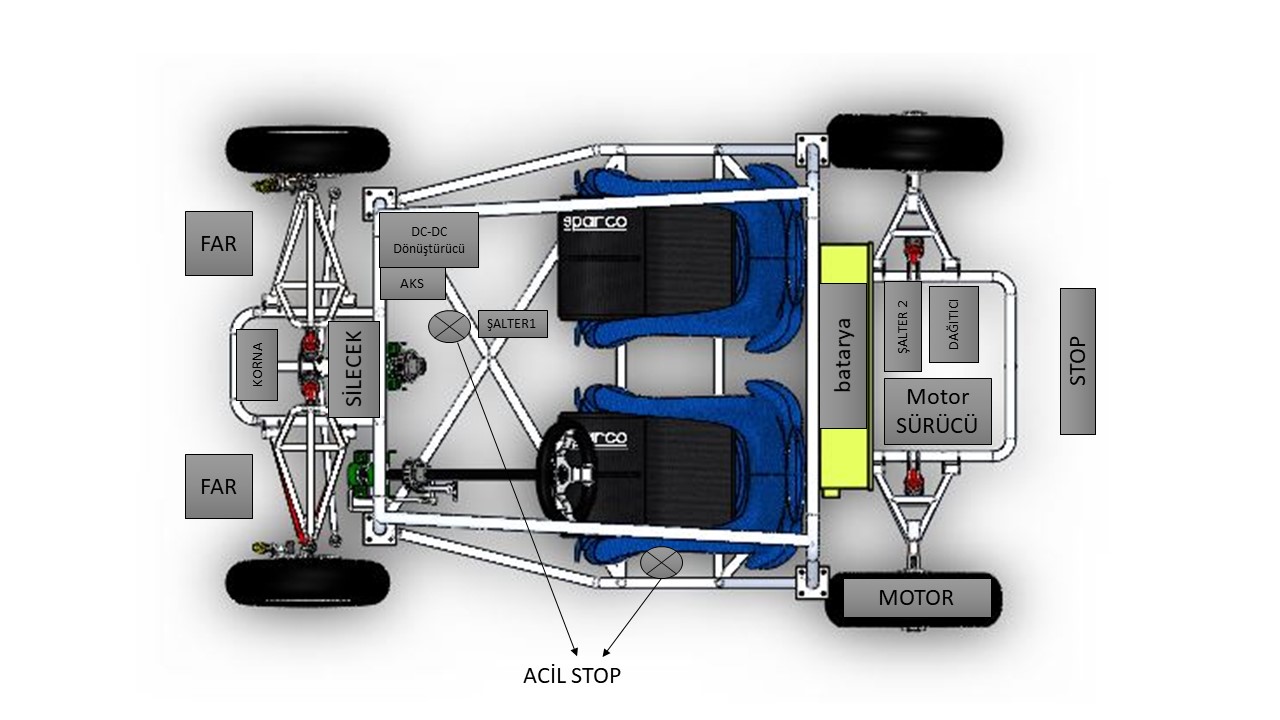 FAR
DC-DC
Dönüştürücü
AKS
sparco
ŞALTER1
KORNA
SİLECEK
batarya
ŞALTER 2
DAĞITICI
STOP
Motor
SÜRÜCÜ
arco
FAR
MOTOR
ACİL STOP